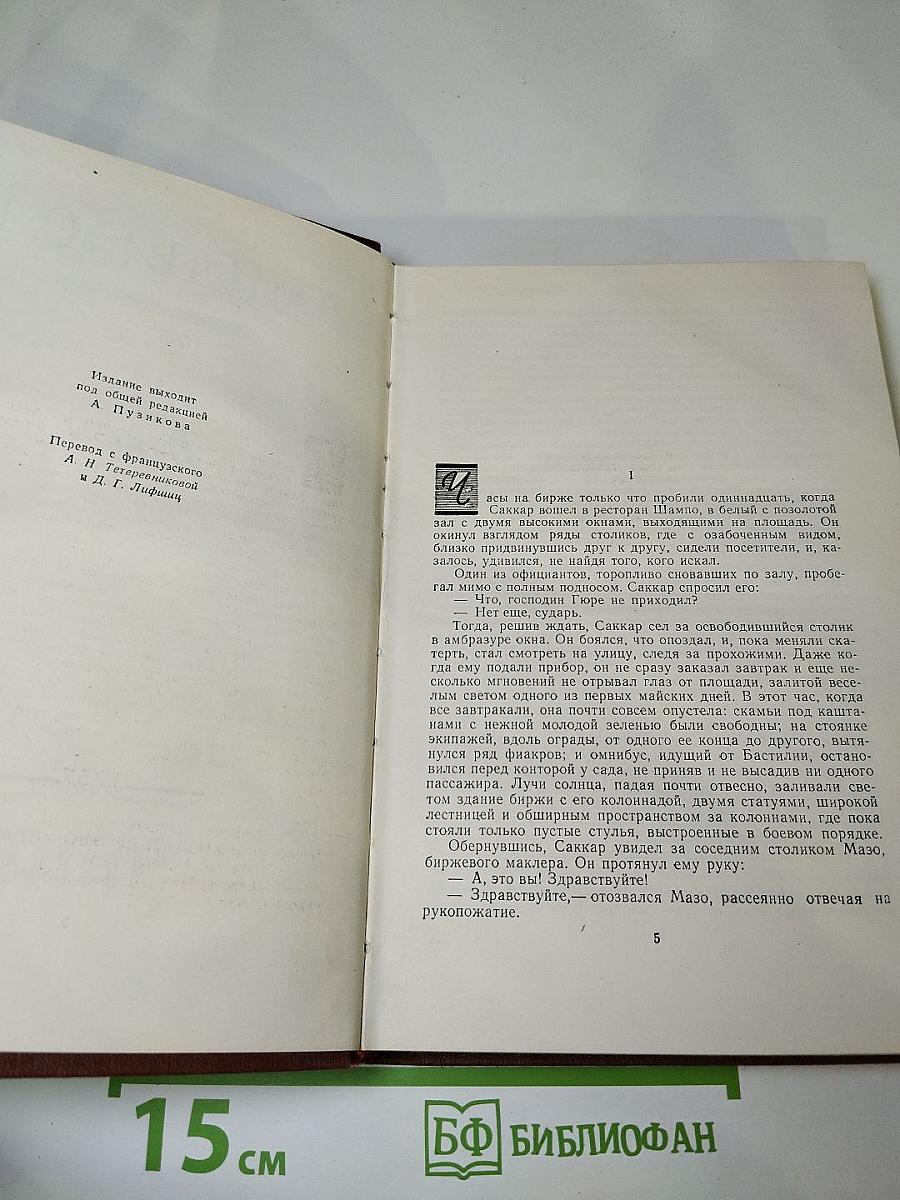 Издание выходит
под общей редакцией
А. Пузикова
Перевод с французского
А. Н. Тетеревниковой
и Д. Г. Лифшиц
I
Часы на бирже только что пробили одиннадцать, когда
Саккар вошел в ресторан Шампо, в белый с позолотой
зал с двумя высокими окнами, выходящими на площадь. Он
окинул взглядом ряды столиков, где с озабоченным видом,
близко придвинувшись друг к другу, сидели посетители, и, ка-
залось, удивился, не найдя того, кого искал.
Один из официантов, торопливо сновавших по залу, пробе-
гал мимо с полным подносом. Саккар спросил его:
— Что, господин Гюре не приходил?
— Нет еще, сударь.
Тогда, решив ждать, Саккар сел за освободившийся столик
в амбразуре окна. Он боялся, что опоздал, и, пока меняли ска-
терть, стал смотреть на улицу, следя за прохожими. Даже ко-
гда ему подали прибор, он не сразу заказал завтрак и еще не-
сколько мгновений не отрывал глаз от площади, залитой весе-
лым светом одного из первых майских дней. В этот час, когда
все завтракали, она почти совсем опустела: скамьи под кашта-
нами с нежной молодой зеленью были свободны; на стоянке
экипажей, вдоль ограды, от одного ее конца до другого, вытя-
нулся ряд фиакров; и омнибус, идущий от Бастилии, остано-
вился перед конторой у сада, не приняв и не высадив ни одного
пассажира. Лучи солнца, падая почти отвесно, заливали све-
том здание биржи с его колоннадой, двумя статуями, широкой
лестницей и обширным пространством за колоннами, где пока
стояли только пустые стулья, выстроенные в боевом порядке.
Обернувшись, Саккар увидел за соседним столиком Мазо,
биржевого маклера. Он протянул ему руку:
— А, это вы! Здравствуйте!
— Здравствуйте,— отозвался Мазо, рассеянно отвечая на
рукопожатие.
5
15 см
БФ БИБЛИОФАН